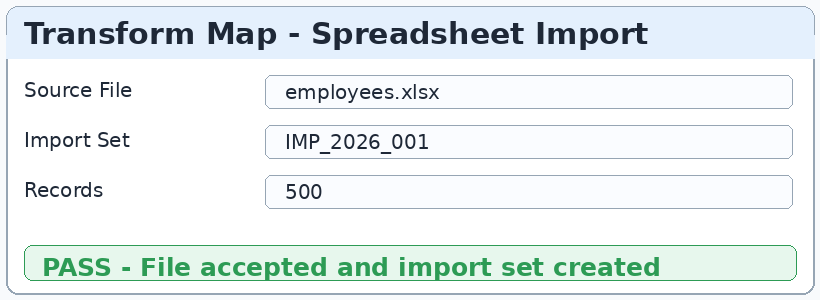 Transform Map - Spreadsheet Import
Source File employees.xlsx
Import Set IMP_2026_001
Records 500
PASS - File accepted and import set created